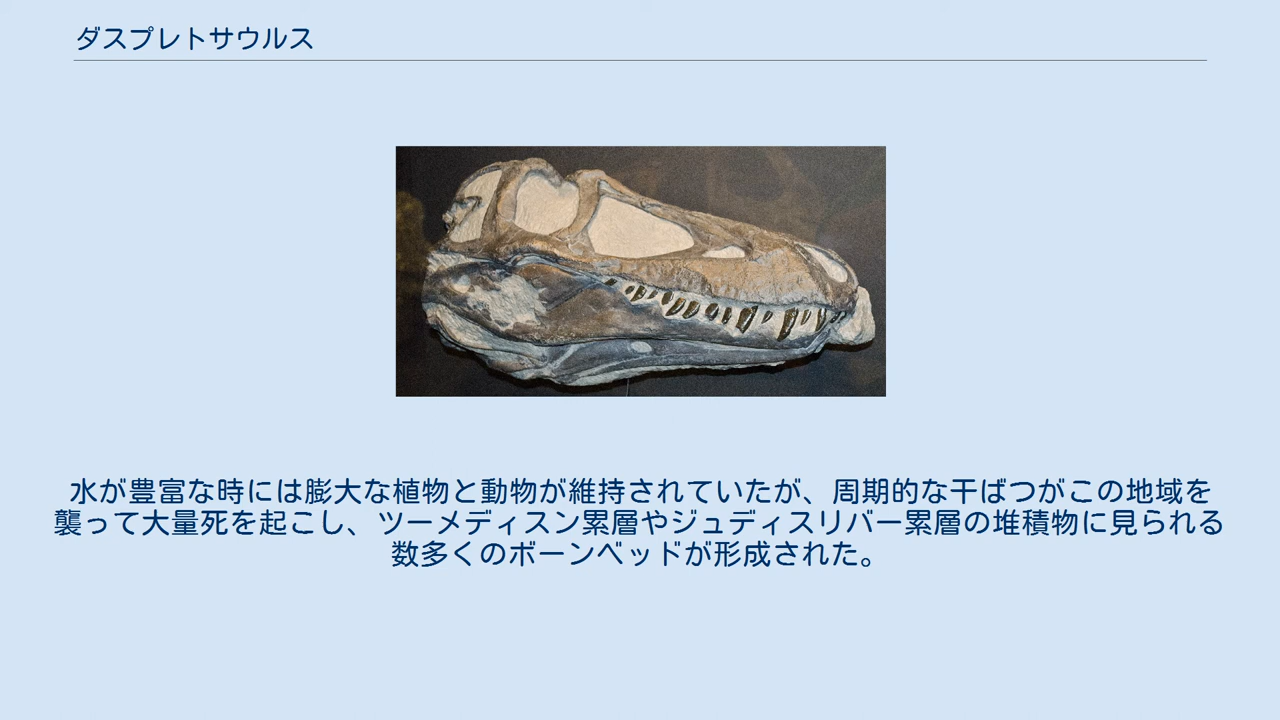 ダスプレトサウルス
水が豊富な時には膨大な植物と動物が維持されていたが、周期的な干ばつがこの地域を
襲って大量死を起こし、ツーメディスン累層やジュディスリバー累層の堆積物に見られる
数多くのボーンベッドが形成された。